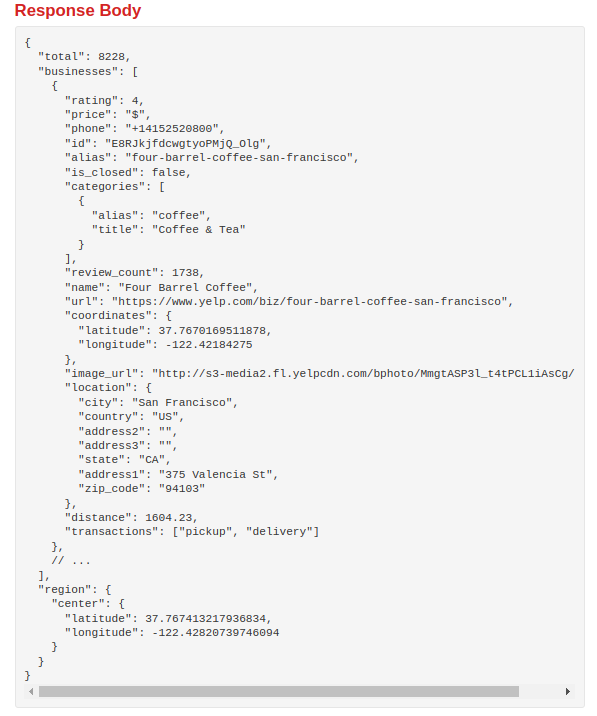 Response Body
{
  "total": 8228,
  "businesses": [
    {
      "rating": 4,
      "price": "$",
      "phone": "+14152520800",
      "id": "E8RJkjfdcwgtyoPMjQ_Olg",
      "alias": "four-barrel-coffee-san-francisco",
      "is_closed": false,
      "categories": [
        {
          "alias": "coffee",
          "title": "Coffee & Tea"
        }
      ],
      "review_count": 1738,
      "name": "Four Barrel Coffee",
      "url": "https://www.yelp.com/biz/four-barrel-coffee-san-francisco",
      "coordinates": {
        "latitude": 37.7670169511878,
        "longitude": -122.42184275
      },
      "image_url": "http://s3-media2.fl.yelpcdn.com/bphoto/MmgtASP3l_t4tPCL1iAsCg/
      "location": {
        "city": "San Francisco",
        "country": "US",
        "address2": "",
        "address3": "",
        "state": "CA",
        "address1": "375 Valencia St",
        "zip_code": "94103"
      },
      "distance": 1604.23,
      "transactions": ["pickup", "delivery"]
    },
    // ...
  ],
  "region": {
    "center": {
      "latitude": 37.767413217936834,
      "longitude": -122.42820739746094
    }
  }
}